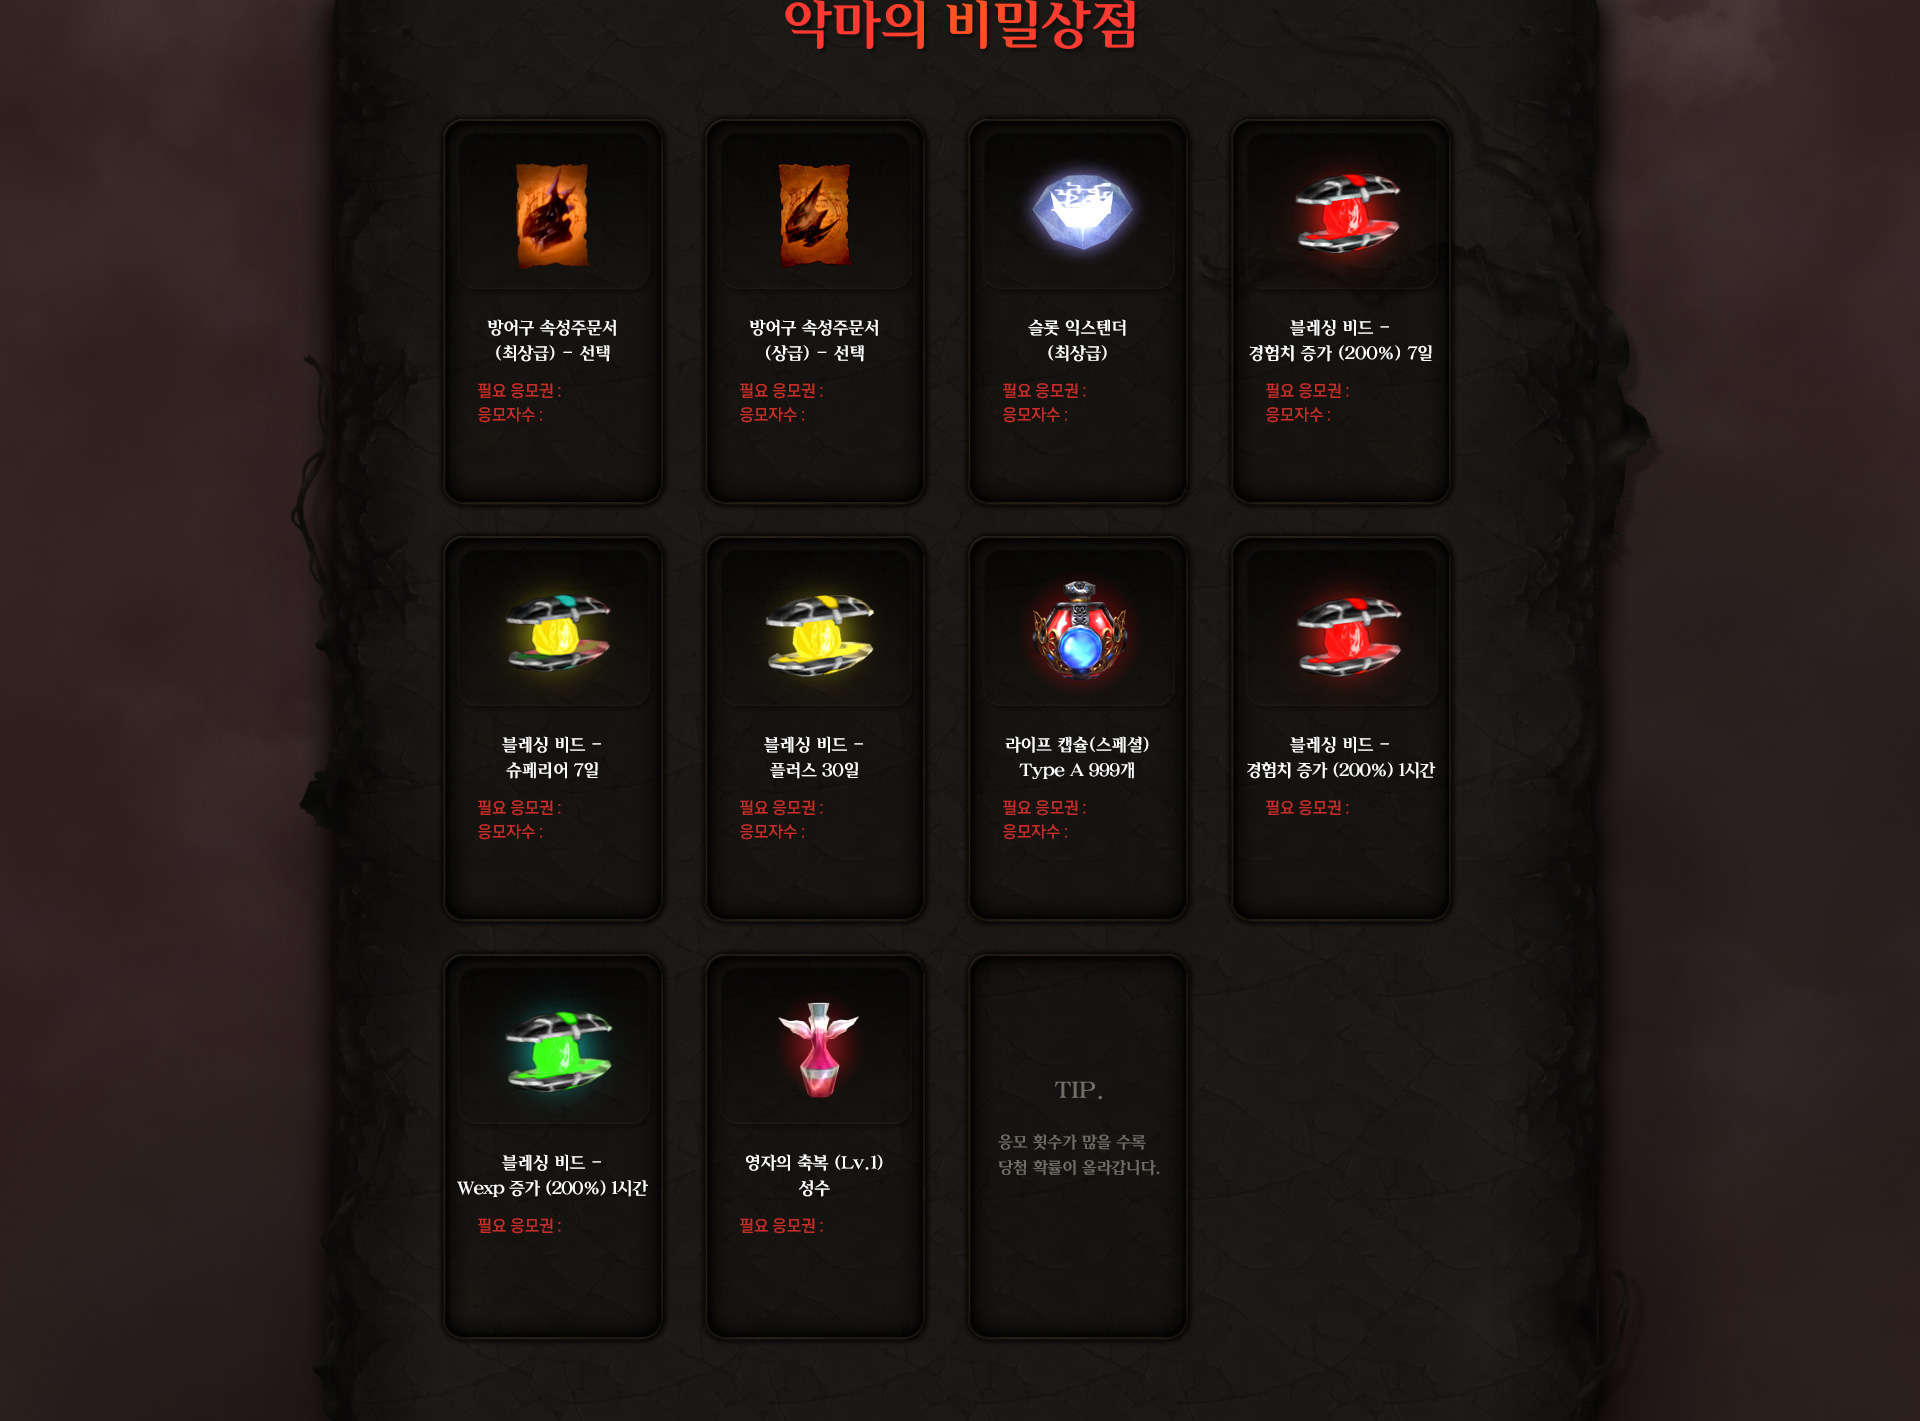 악마의 비밀상점
방어구 속성주문서
(최상급) - 선택
필요 응모권 :
응모자수 :
방어구 속성주문서
(상급) - 선택
필요 응모권 :
응모자수 :
슬롯 익스텐더
(최상급)
필요 응모권 :
응모자수 :
블레싱 비드 -
경험치 증가 (200%) 7일
필요 응모권 :
응모자수 :
블레싱 비드 -
슈페리어 7일
필요 응모권 :
응모자수 :
블레싱 비드 -
플러스 30일
필요 응모권 :
응모자수 :
라이프 캡슐(스페셜)
Type A 999개
필요 응모권 :
응모자수 :
블레싱 비드 -
경험치 증가 (200%) 1시간
필요 응모권 :
블레싱 비드 -
Wexp 증가 (200%) 1시간
필요 응모권 :
영자의 축복 (Lv.1)
성수
필요 응모권 :
TIP.
응모 횟수가 많을 수록
당첨 확률이 올라갑니다.